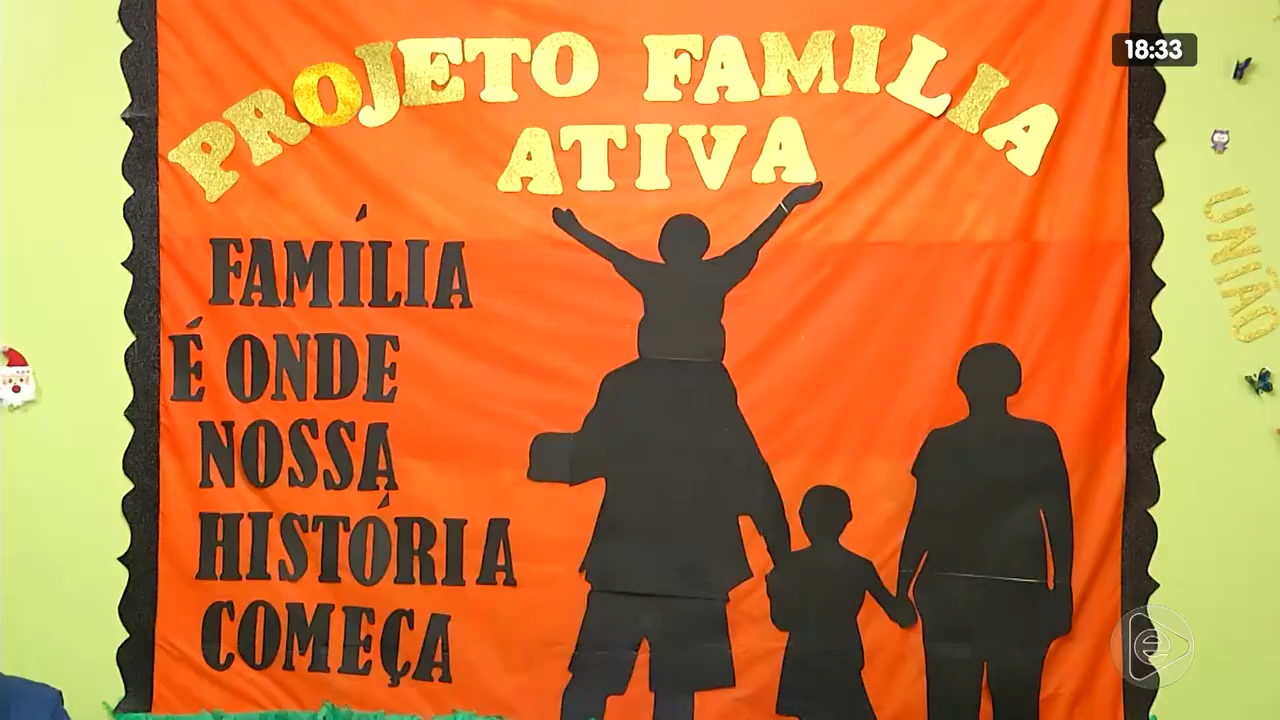 18:33
PROJETO FAMILIA
ATIVA
FAMÍLIA
É ONDE
NOSSA
HISTÓRIA
COMEÇA
UNIÃO
e